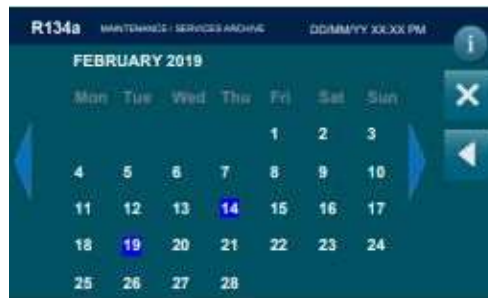 R134a MAINTENANCE / SERVICES ARCHIVE DD/MM/YY XX:XX PM
i
FEBRUARY 2019
Mon Tue Wed Thu Fri Sat Sun
1 2 3
4 5 6 7 8 9 10
11 12 13 14 15 16 17
18 19 20 21 22 23 24
25 26 27 28